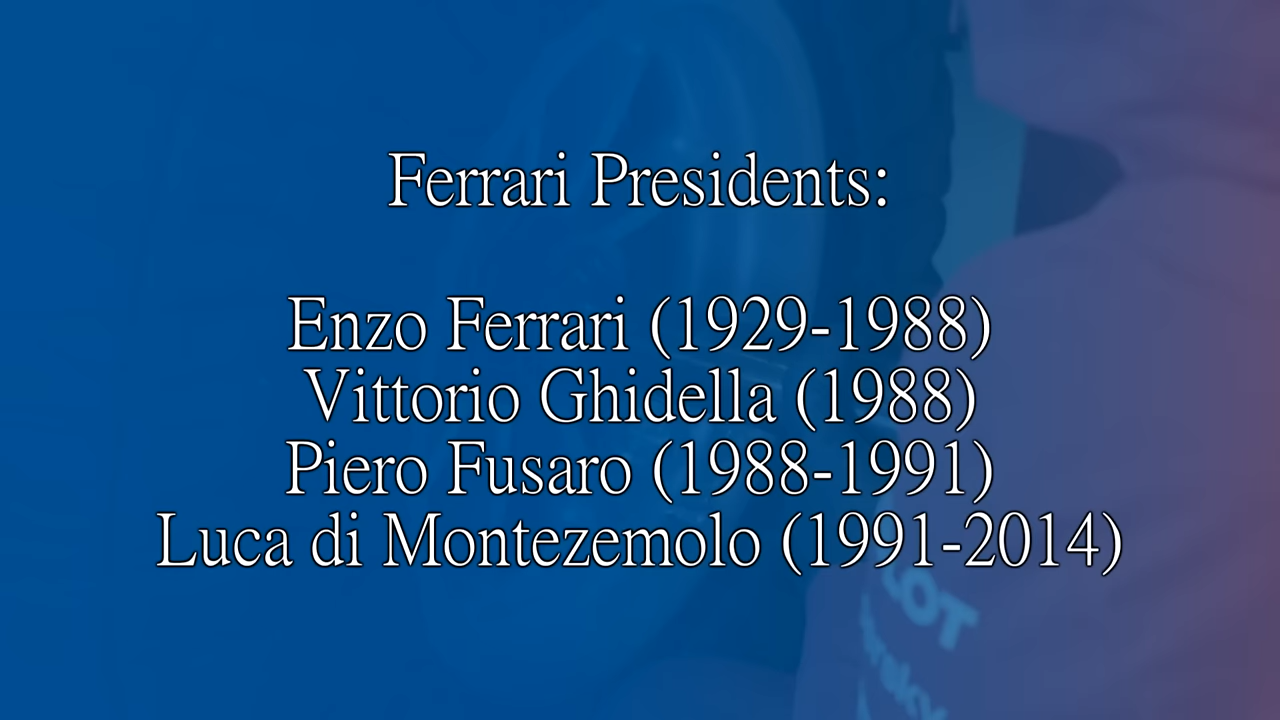 Ferrari Presidents:
Enzo Ferrari (1929-1988)
Vittorio Ghidella (1988)
Piero Fusaro (1988-1991)
Luca di Montezemolo (1991-2014)